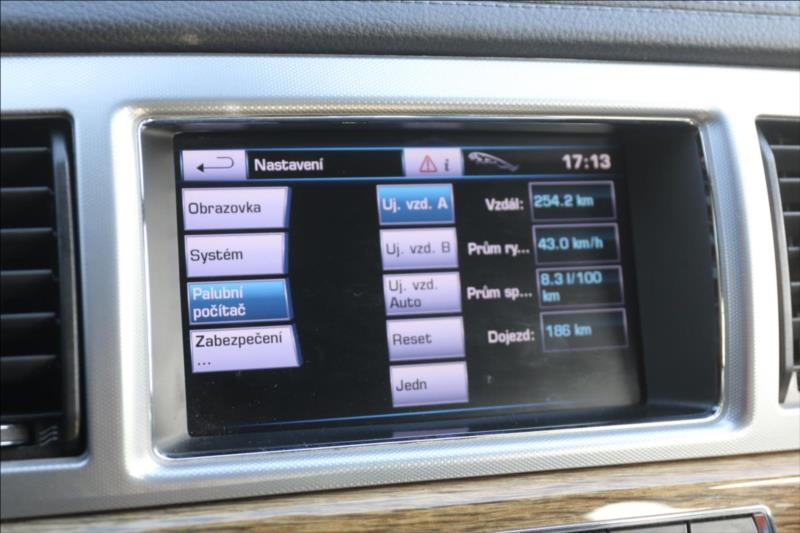 Nastavení
17:13
Obrazovka
Systém
Palubní
počítač
Zabezpečení
...
Uj. vzd. A
Uj. vzd. B
Uj. vzd.
Auto
Reset
Jedn
Vzdál: 254.2 km
Prům ry... 43.0 km/h
Prům sp... 8.3 l/100
km
Dojezd: 186 km